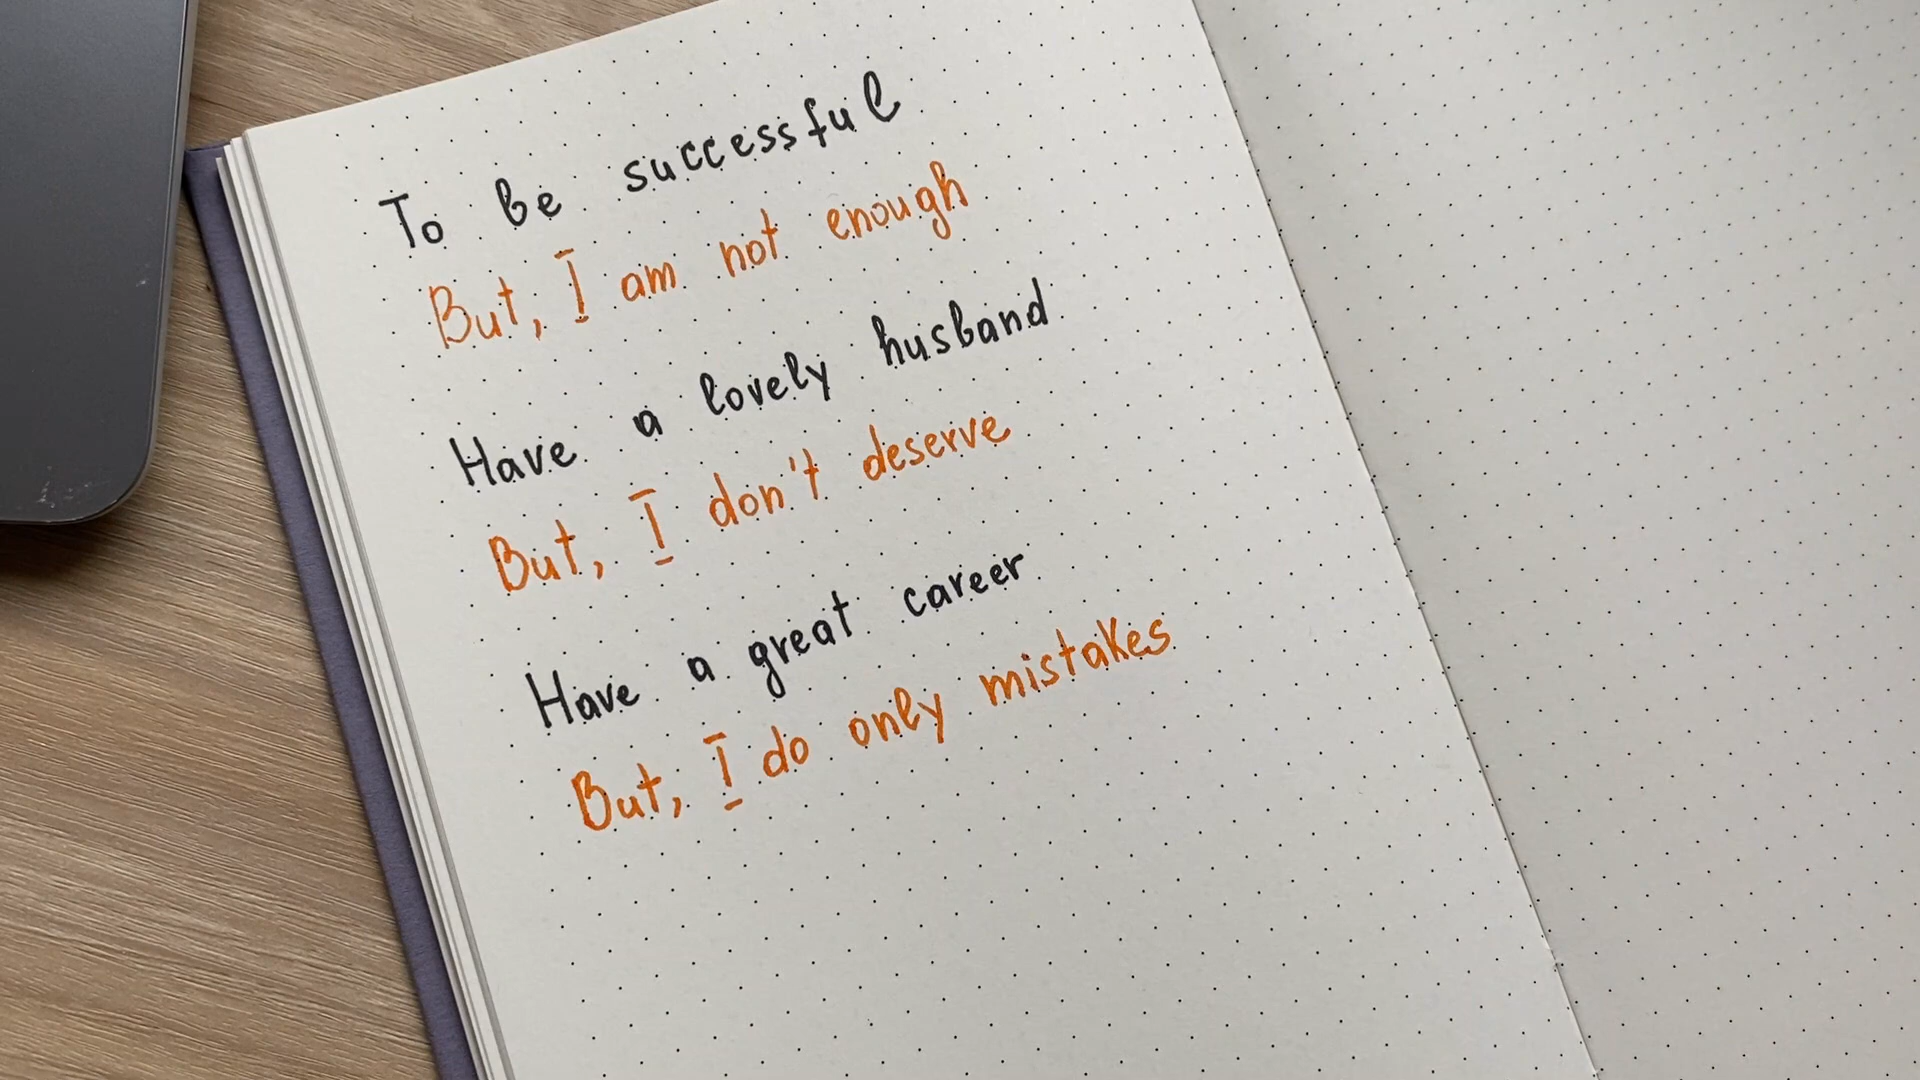 To be successful
But, I am not enough
Have a lovely husband
But, I don't deserve
Have a great career
But, I do only mistakes